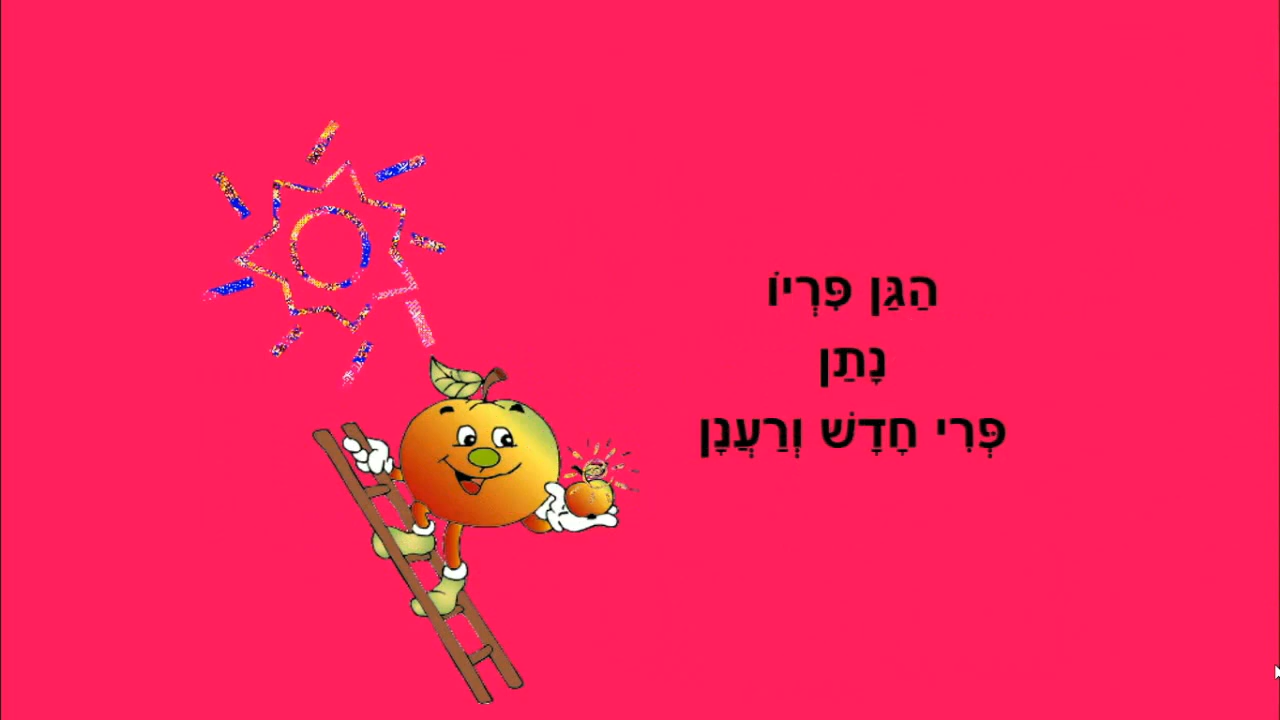 הַגַּן פִּרְיוֹ
נָתַן
פְּרִי חָדָשׁ וְרַעֲנָן